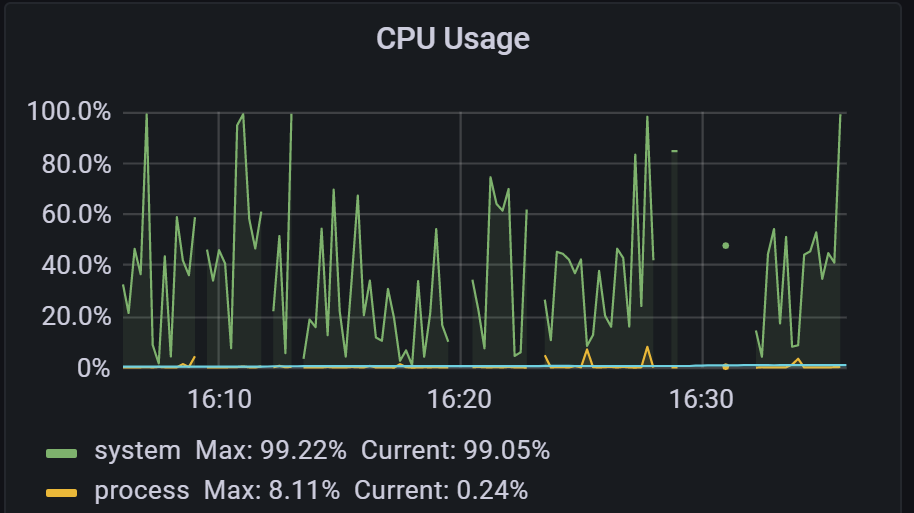 CPU Usage
100.0%
80.0%
60.0%
40.0%
20.0%
0%
16:10 16:20 16:30
system Max: 99.22% Current: 99.05%
process Max: 8.11% Current: 0.24%